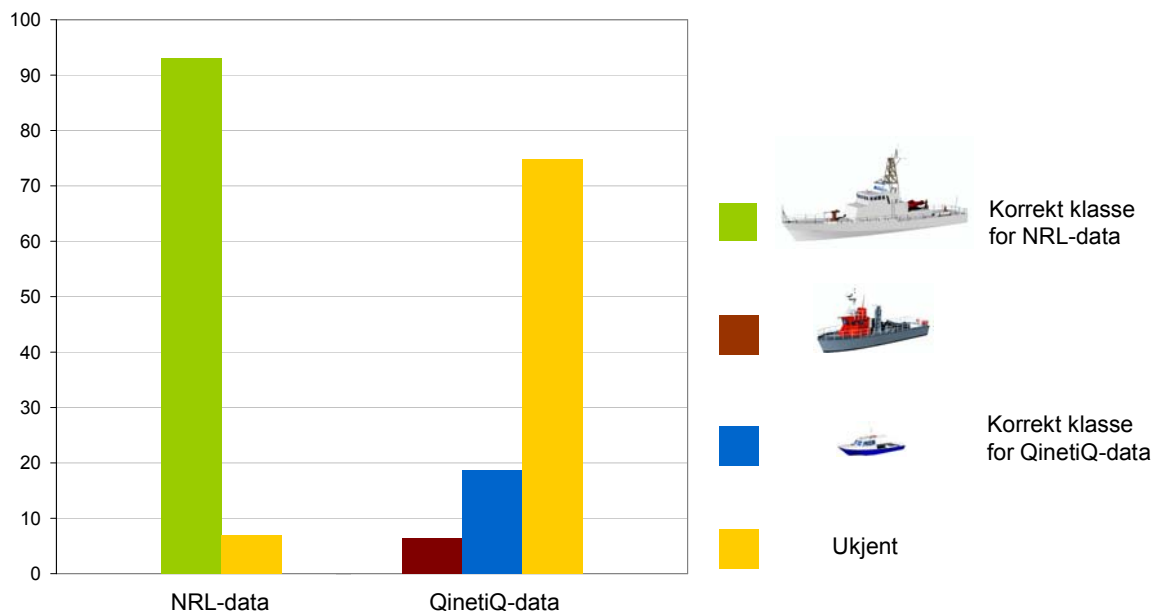 100
90
80
70
60
50
40
30
20
10
0
NRL-data
QinetiQ-data
Korrekt klasse
for NRL-data
Korrekt klasse
for QinetiQ-data
Ukjent